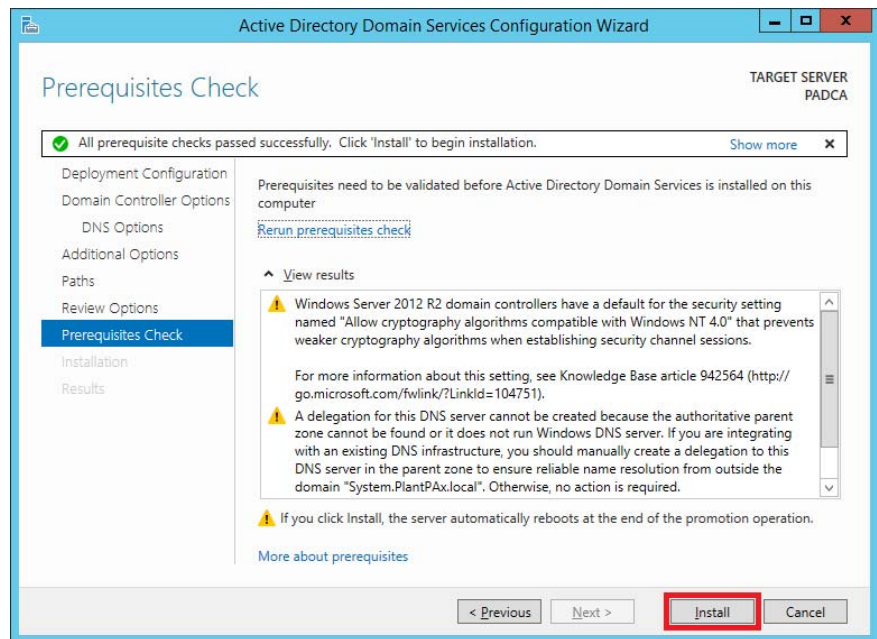 Active Directory Domain Services Configuration Wizard
Prerequisites Check
TARGET SERVER
PADCA
All prerequisite checks passed successfully. Click 'Install' to begin installation.
Show more
Deployment Configuration
Domain Controller Options
DNS Options
Additional Options
Paths
Review Options
Prerequisites Check
Installation
Results
Prerequisites need to be validated before Active Directory Domain Services is installed on this
computer
Rerun prerequisites check
View results
Windows Server 2012 R2 domain controllers have a default for the security setting
named "Allow cryptography algorithms compatible with Windows NT 4.0" that prevents
weaker cryptography algorithms when establishing security channel sessions.
For more information about this setting, see Knowledge Base article 942564 (http://
go.microsoft.com/fwlink/?LinkId=104751).
A delegation for this DNS server cannot be created because the authoritative parent
zone cannot be found or it does not run Windows DNS server. If you are integrating
with an existing DNS infrastructure, you should manually create a delegation to this
DNS server in the parent zone to ensure reliable name resolution from outside the
domain "System.PlantPAx.local". Otherwise, no action is required.
If you click Install, the server automatically reboots at the end of the promotion operation.
More about prerequisites
< Previous
Next >
Install
Cancel